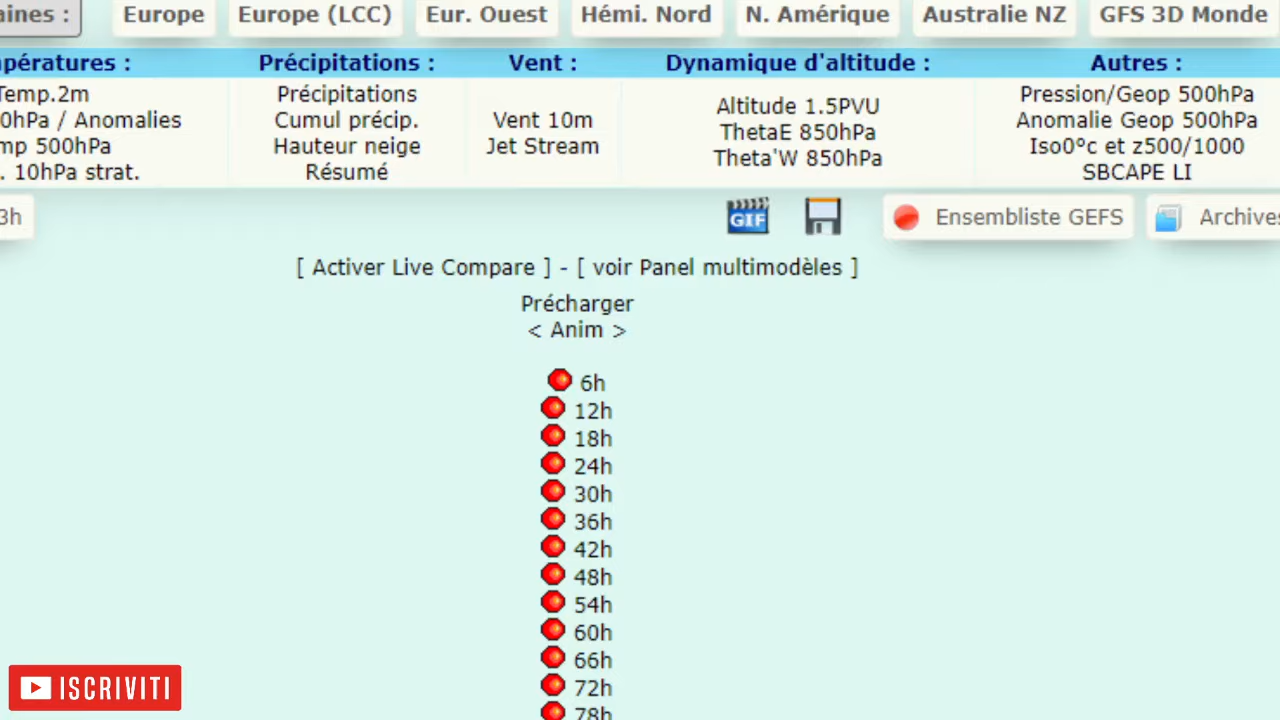 aines :
Europe
Europe (LCC)
Eur. Ouest
Hémi. Nord
N. Amérique
Australie NZ
GFS 3D Monde
pératures :
Précipitations :
Vent :
Dynamique d'altitude :
Autres :
Temp.2m
0hPa / Anomalies
mp 500hPa
. 10hPa strat.
Précipitations
Cumul précip.
Hauteur neige
Résumé
Vent 10m
Jet Stream
Altitude 1.5PVU
ThetaE 850hPa
Theta'W 850hPa
Pression/Geop 500hPa
Anomalie Geop 500hPa
Iso0°c et z500/1000
SBCAPE LI
3h
GIF
Ensembliste GEFS
Archives
[ Activer Live Compare ] - [ voir Panel multimodèles ]
Précharger
< Anim >
6h
12h
18h
24h
30h
36h
42h
48h
54h
60h
66h
72h
78h
ISCRIVITI